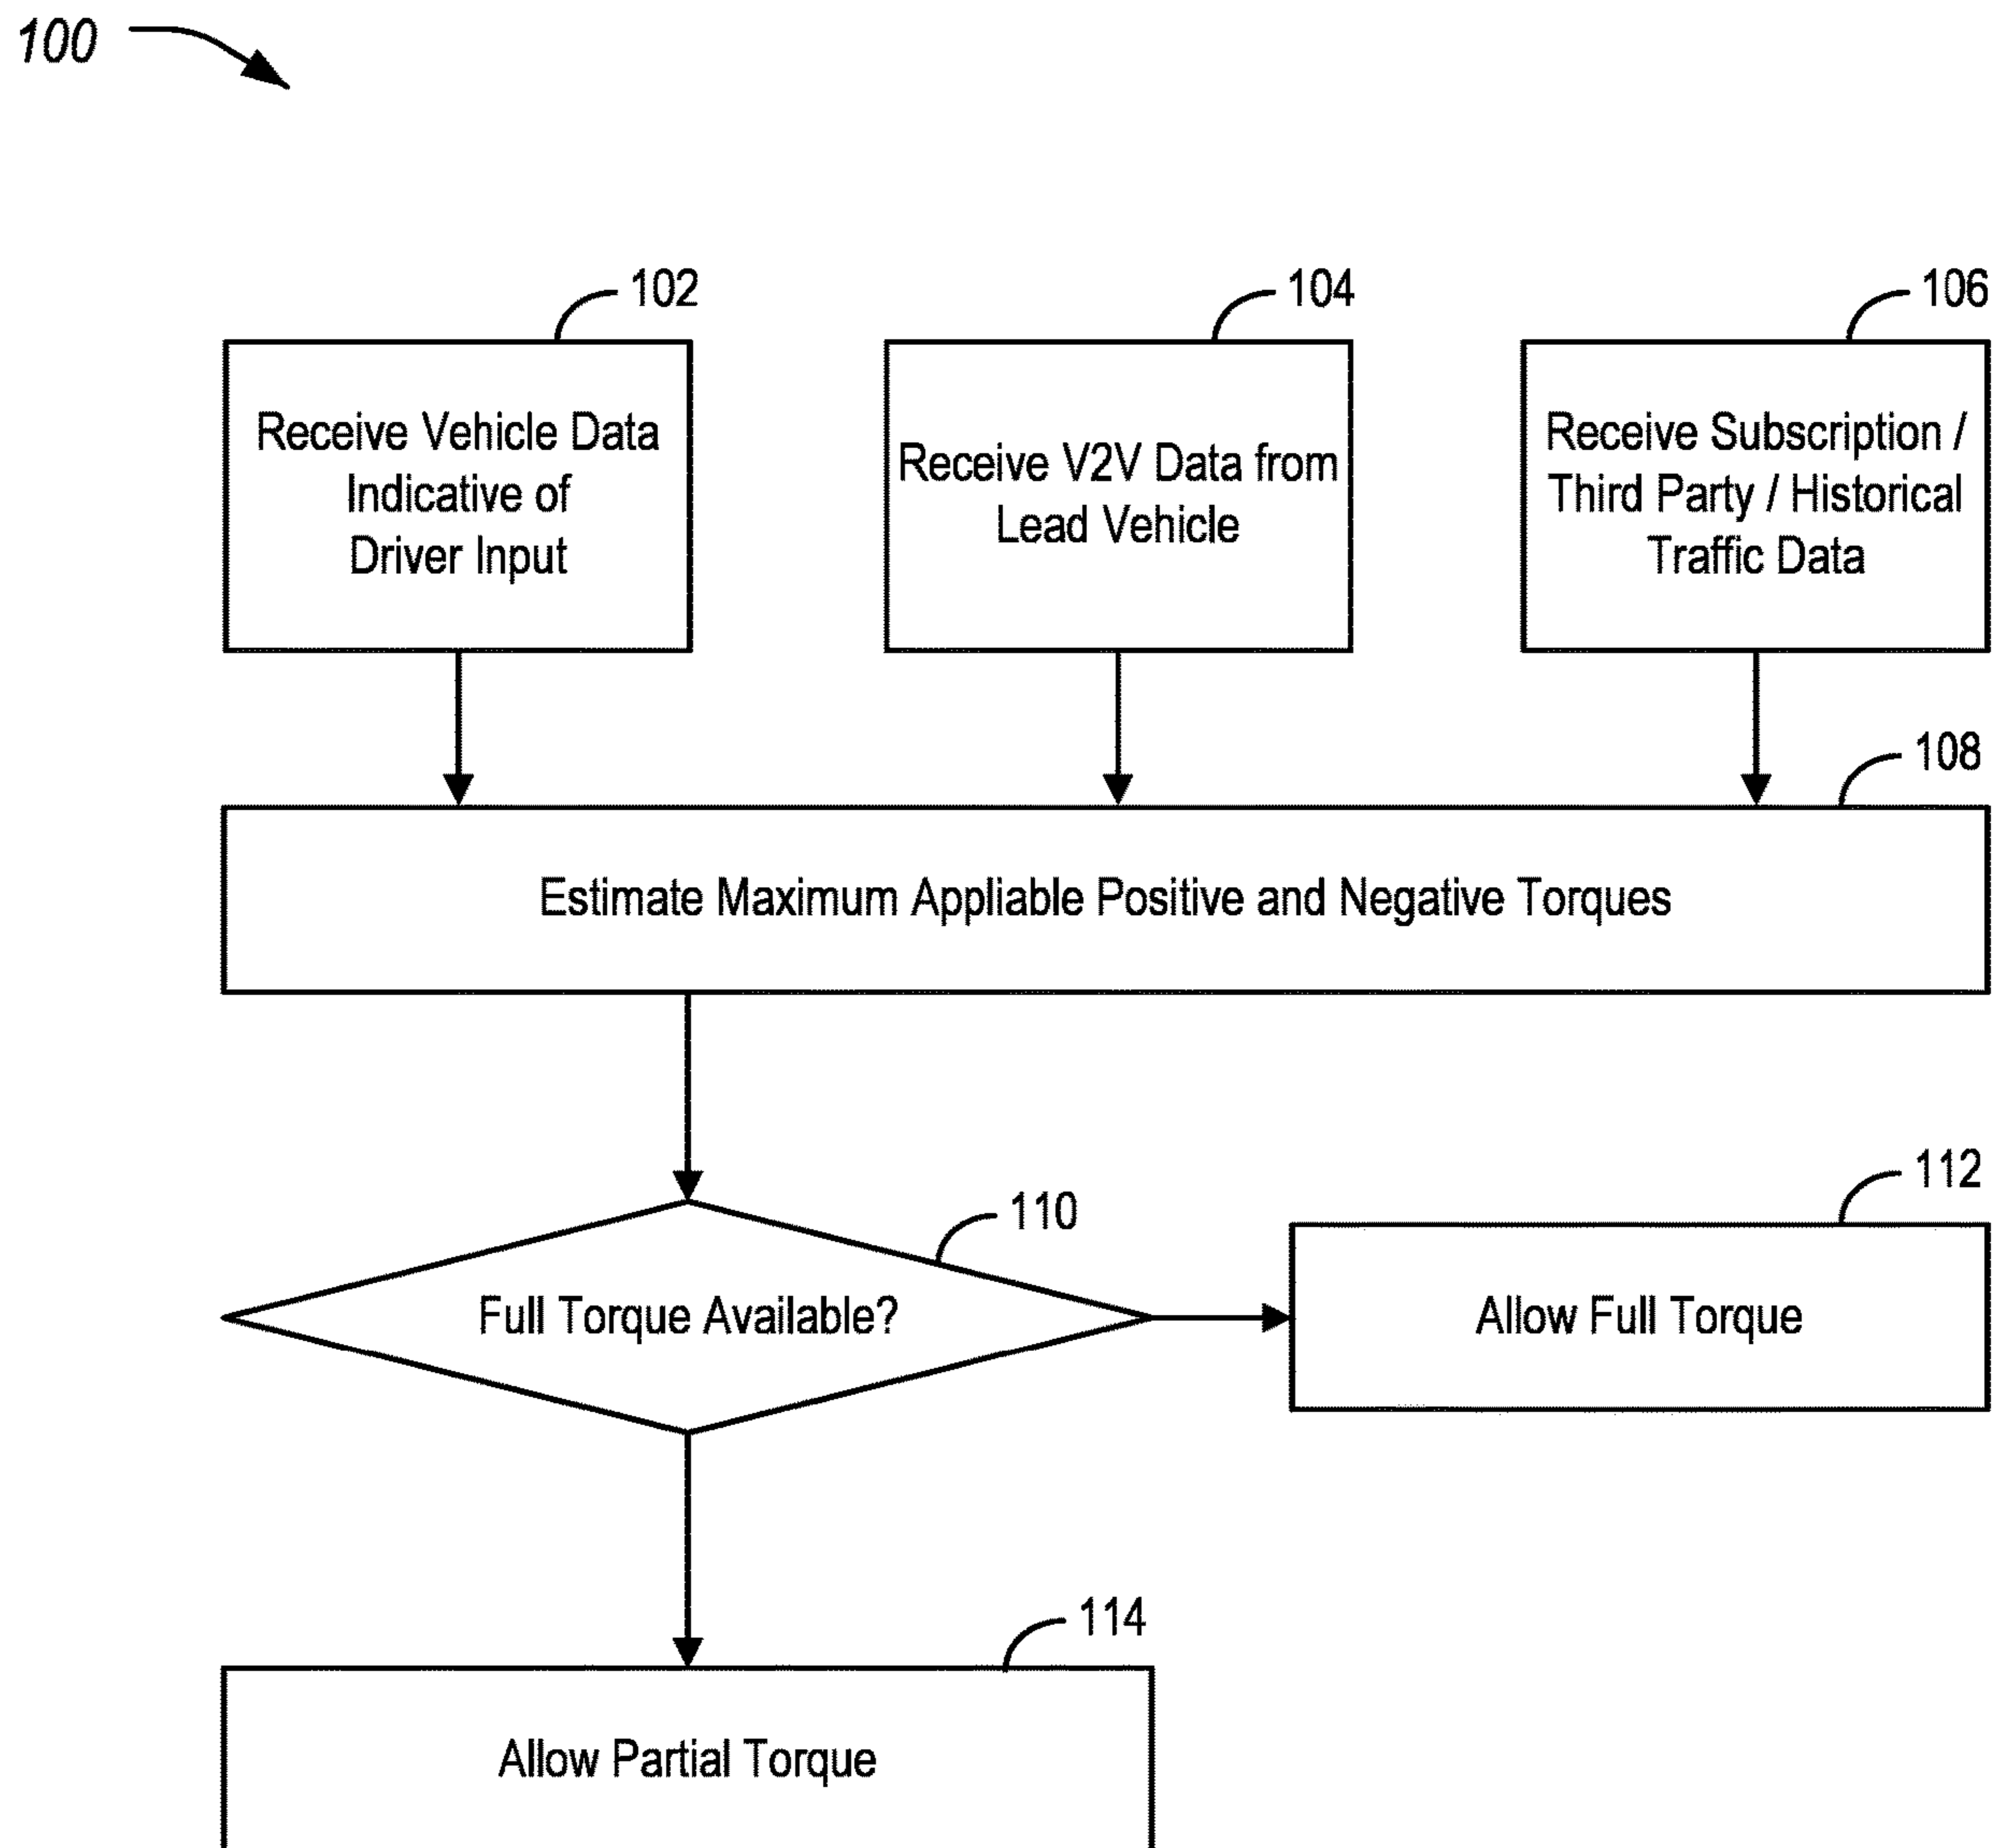 100
102
104
106
Receive Vehicle Data
Indicative of
Driver Input
Receive V2V Data from
Lead Vehicle
Receive Subscription /
Third Party / Historical
Traffic Data
108
Estimate Maximum Appliable Positive and Negative Torques
110
112
Full Torque Available?
Allow Full Torque
114
Allow Partial Torque